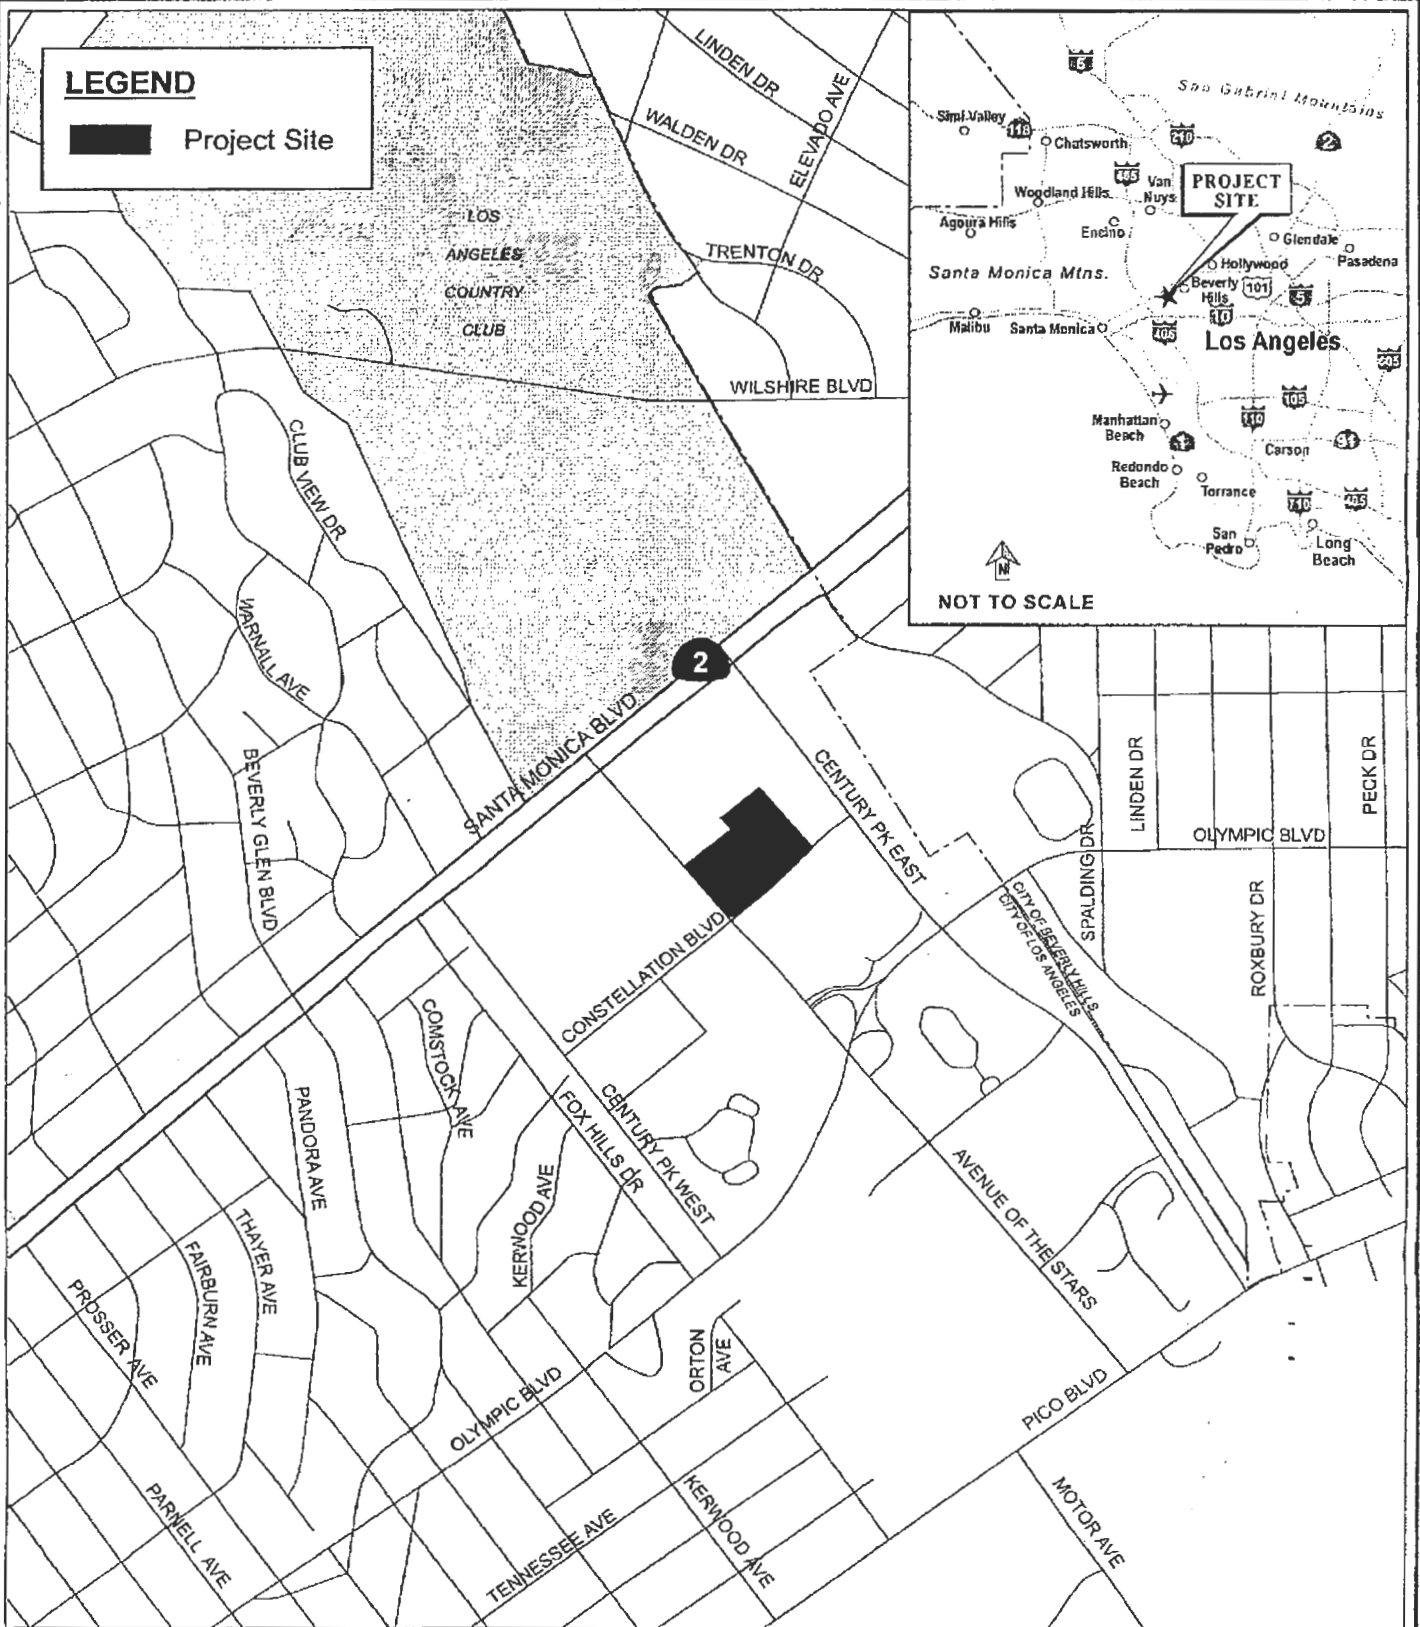 LEGEND
Project Site
LINDEN DR
WALDEN DR
ELEVADO AVE
TRENTON DR
WILSHIRE BLVD
LOS
ANGELES
COUNTRY
CLUB
CLUB VIEW DR
WARNALL AVE
BEVERLY GLEN BLVD
SANTA MONICA BLVD
2
CENTURY PK EAST
CONSTELLATION BLVD
CITY OF BEVERLY HILLS
CITY OF LOS ANGELES
SPALDING DR
LINDEN DR
OLYMPIC BLVD
PECK DR
ROXBURY DR
COMSTOCK AVE
PANDORA AVE
FOX HILLS DR
CENTURY PK WEST
KERWOOD AVE
AVENUE OF THE STARS
THAYER AVE
FAIRBURN AVE
PROSSER AVE
ORTON
AVE
OLYMPIC BLVD
PICO BLVD
PARNELL AVE
TENNESSEE AVE
KERWOOD AVE
MOTOR AVE
5
San Gabriel Mountains
Simi Valley
118
Chatsworth
210
2
405
Van
Nuys
PROJECT
SITE
Woodland Hills
Agoura Hills
Encino
Glendale
Pasadena
Hollywood
Santa Monica Mtns.
Beverly
Hills
101
5
10
Malibu
Santa Monica
405
Los Angeles
605
105
110
Manhattan
Beach
1
Carson
91
Redondo
Beach
Torrance
710
405
San
Pedro
Long
Beach
N
NOT TO SCALE